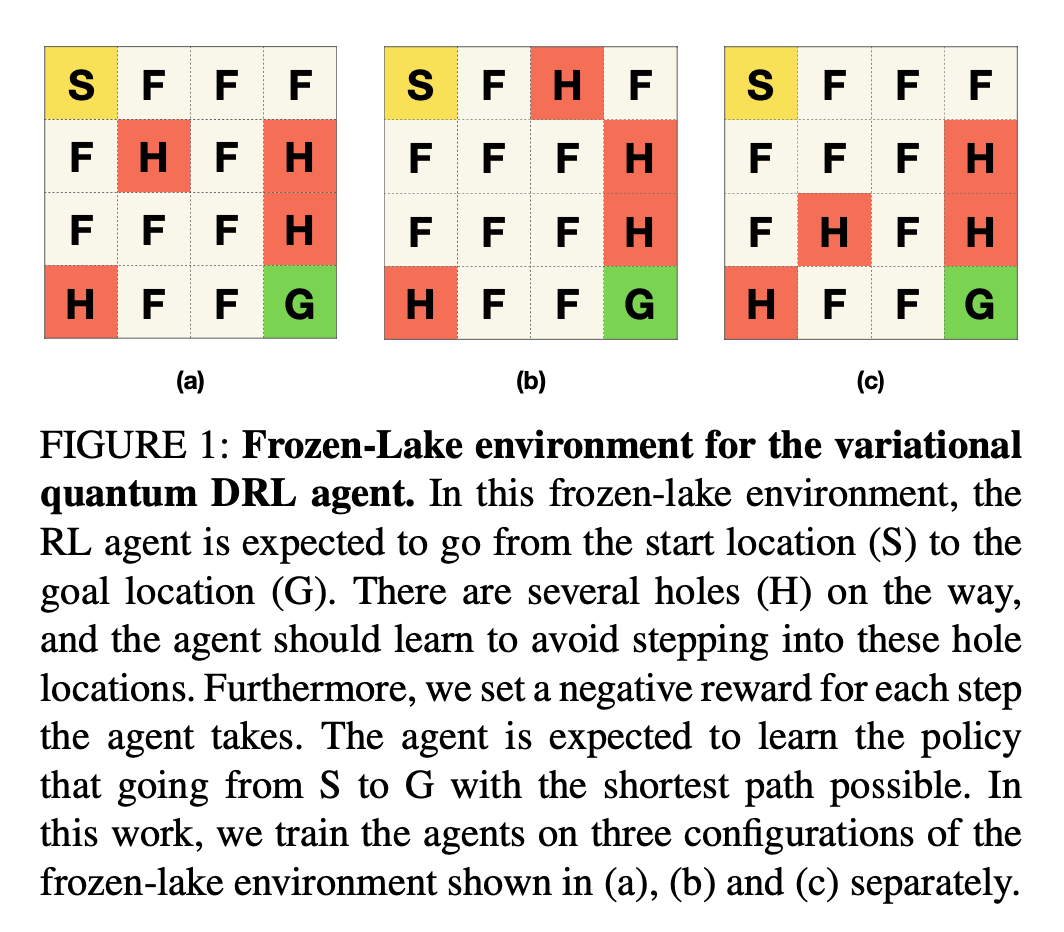 S F F F
F H F H
F F F H
H F F G
(a)
S F H F
F F F H
F F F H
H F F G
(b)
S F F F
F F F H
F H F H
H F F G
(c)
FIGURE 1: Frozen-Lake environment for the variational
quantum DRL agent. In this frozen-lake environment, the
RL agent is expected to go from the start location (S) to the
goal location (G). There are several holes (H) on the way,
and the agent should learn to avoid stepping into these hole
locations. Furthermore, we set a negative reward for each step
the agent takes. The agent is expected to learn the policy
that going from S to G with the shortest path possible. In
this work, we train the agents on three configurations of the
frozen-lake environment shown in (a), (b) and (c) separately.